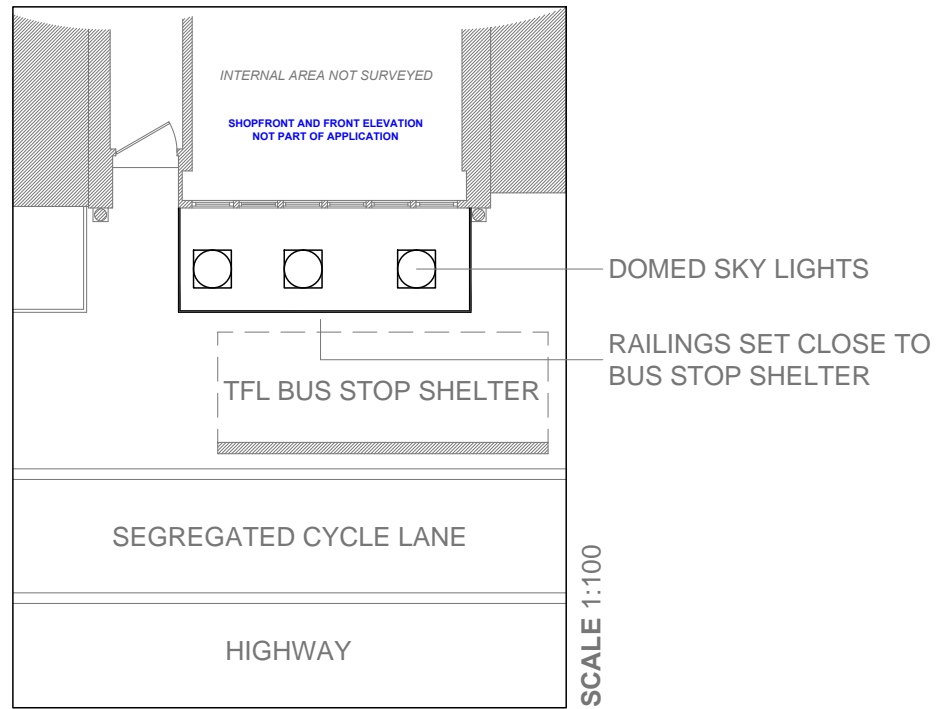 INTERNAL AREA NOT SURVEYED
SHOPFRONT AND FRONT ELEVATION
NOT PART OF APPLICATION
DOMED SKY LIGHTS
RAILINGS SET CLOSE TO
BUS STOP SHELTER
TFL BUS STOP SHELTER
SEGREGATED CYCLE LANE
HIGHWAY
SCALE 1:100